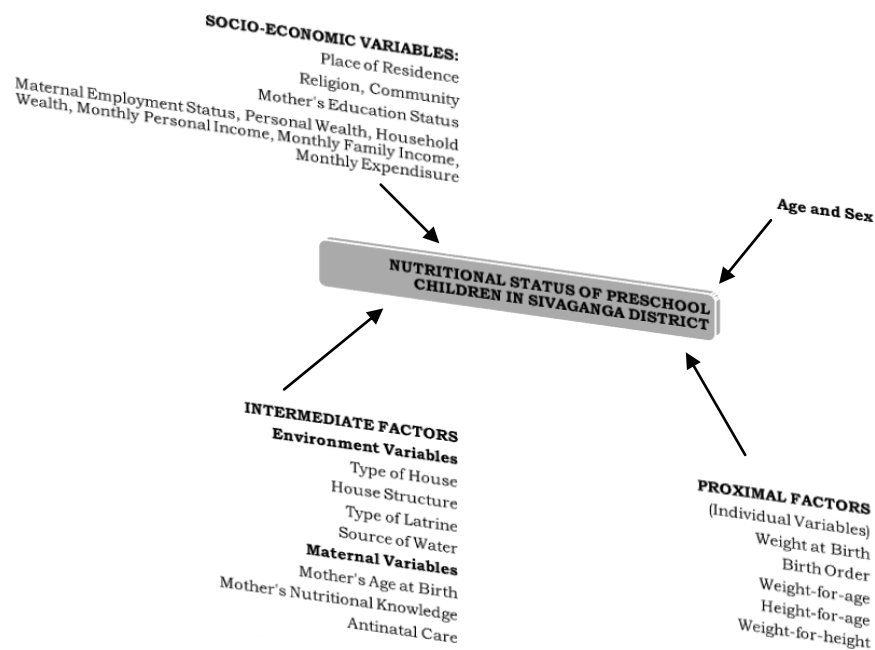 SOCIO-ECONOMIC VARIABLES:
Place of Residence
Religion, Community
Mother's Education Status
Maternal Employment Status, Personal Wealth, Household
Wealth, Monthly Personal Income, Monthly Family Income,
Monthly Expendisure
Age and Sex
NUTRITIONAL STATUS OF PRESCHOOL
CHILDREN IN SIVAGANGA DISTRICT
INTERMEDIATE FACTORS
Environment Variables
Type of House
House Structure
Type of Latrine
Source of Water
Maternal Variables
Mother's Age at Birth
Mother's Nutritional Knowledge
Antinatal Care
PROXIMAL FACTORS
(Individual Variables)
Weight at Birth
Birth Order
Weight-for-age
Height-for-age
Weight-for-height